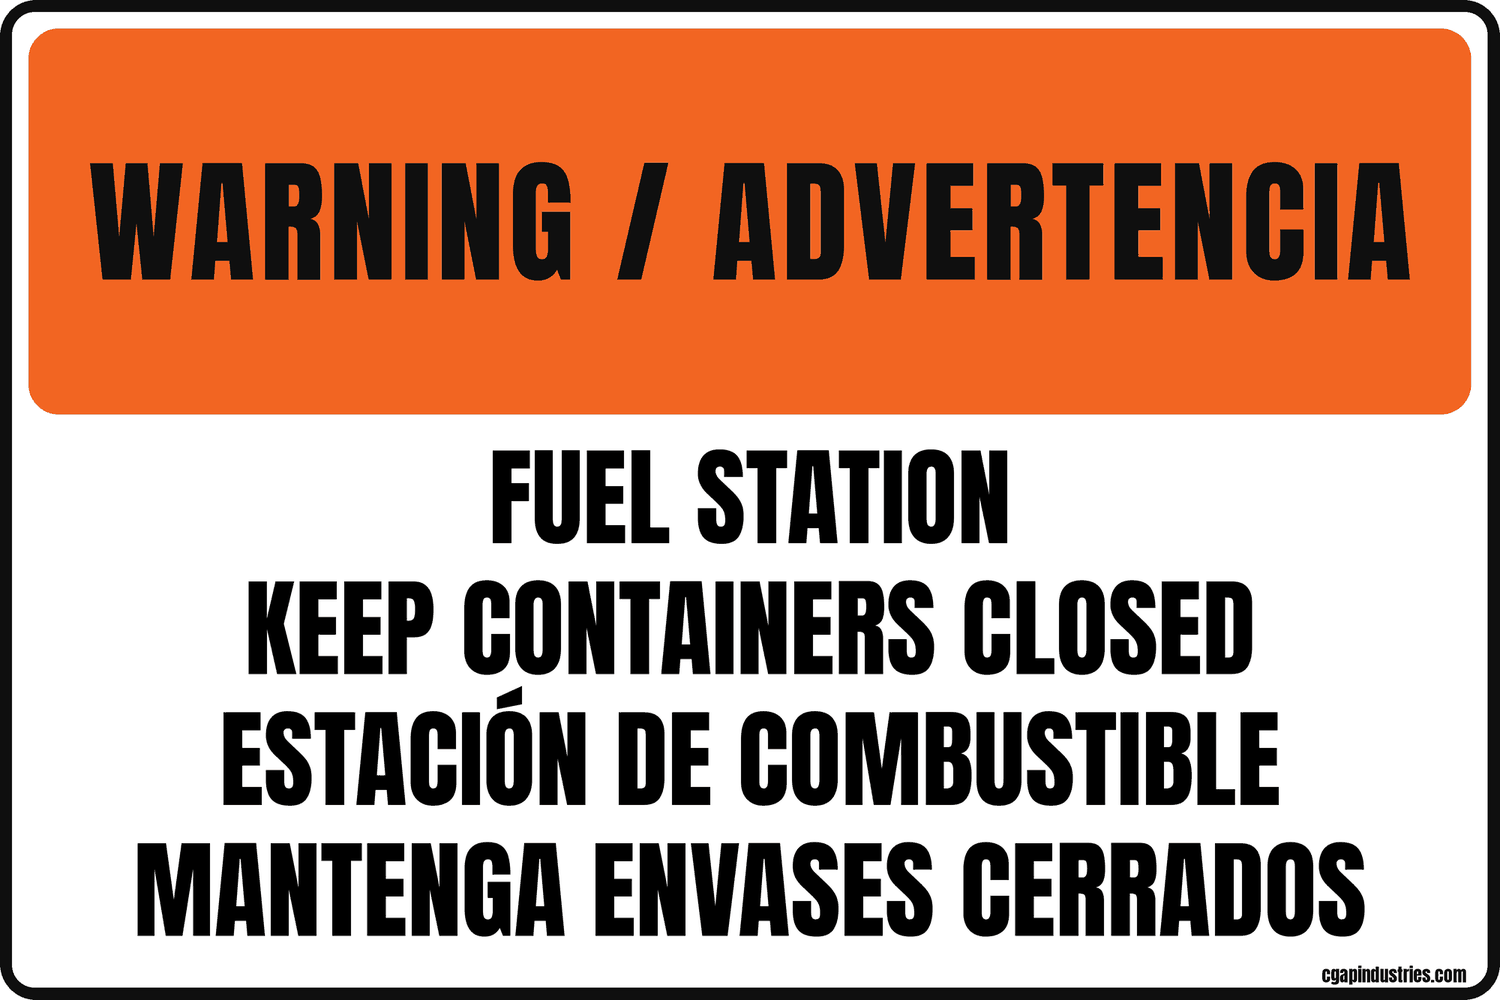 WARNING / ADVERTENCIA
FUEL STATION
KEEP CONTAINERS CLOSED
ESTACIÓN DE COMBUSTIBLE
MANTENGA ENVASES CERRADOS
cgapindustries.com